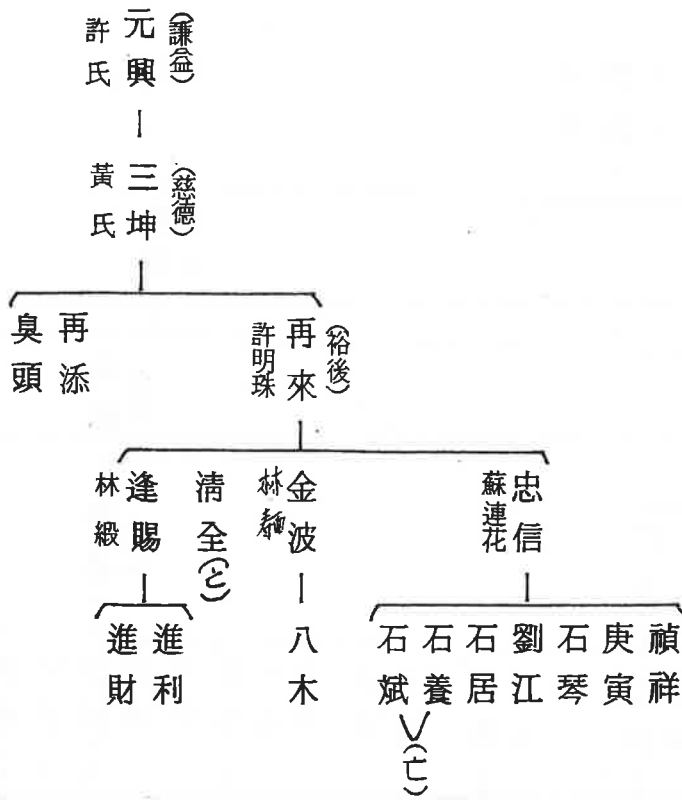 (謙益)
元興
許氏
(慈德)
三坤
黃氏
(裕後)
再來
許明珠
再添
臭頭
忠信
蘇連花
金波
林
清全
逢賜
林緞
禎祥
庚寅
石琴
劉江
石居
石養
石斌
(亡)
八木
進利
進財